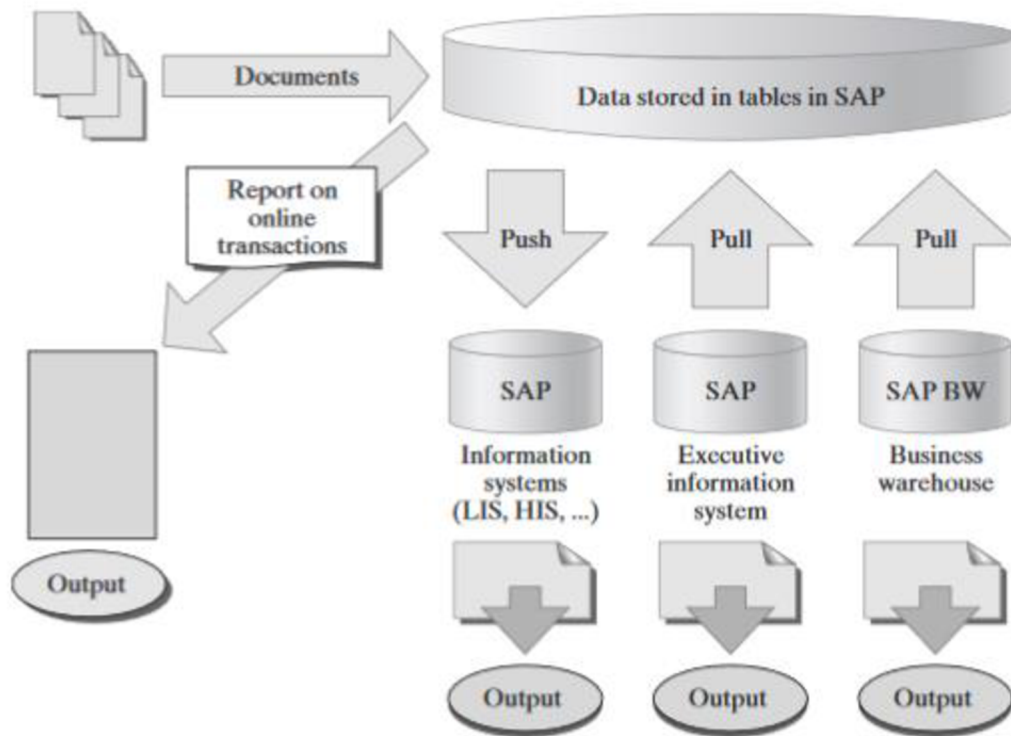 Documents
Data stored in tables in SAP
Report on
online
transactions
Push
Pull
Pull
SAP
SAP
SAP BW
Information
systems
(LIS, HIS, ...)
Executive
information
system
Business
warehouse
Output
Output
Output
Output